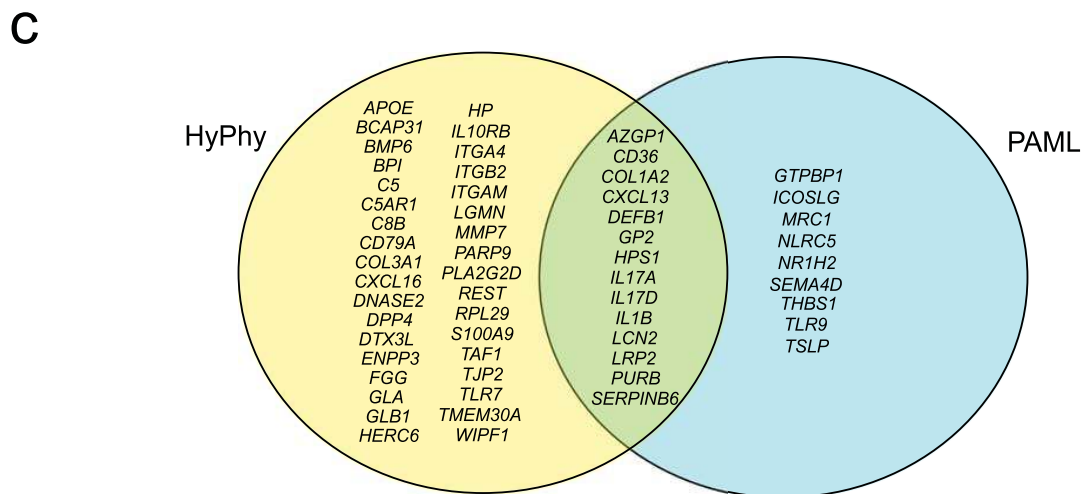 C
HyPhy
PAML
APOE
BCAP31
BMP6
BPI
C5
C5AR1
C8B
CD79A
COL3A1
CXCL16
DNASE2
DPP4
DTX3L
ENPP3
FGG
GLA
GLB1
HERC6
HP
IL10RB
ITGA4
ITGB2
ITGAM
LGMN
MMP7
PARP9
PLA2G2D
REST
RPL29
S100A9
TAF1
TJP2
TLR7
TMEM30A
WIPF1
AZGP1
CD36
COL1A2
CXCL13
DEFB1
GP2
HPS1
IL17A
IL17D
IL1B
LCN2
LRP2
PURB
SERPINB6
GTPBP1
ICOSLG
MRC1
NLRC5
NR1H2
SEMA4D
THBS1
TLR9
TSLP